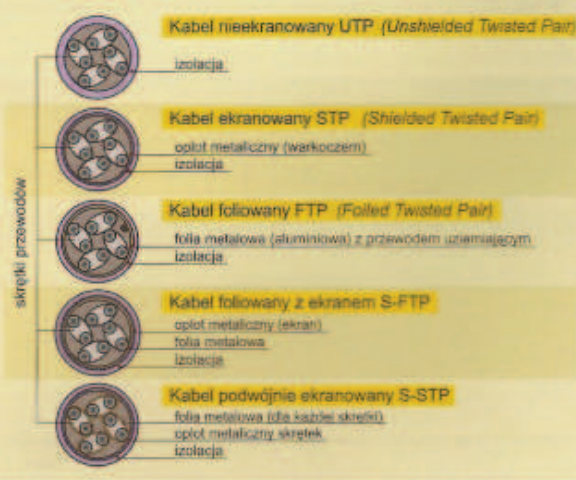 Kabel nieekranowany UTP (Unshielded Twisted Pair)
izolacja
Kabel ekranowany STP (Shielded Twisted Pair)
oplot metaliczny (warkoczem)
izolacja
Kabel foliowany FTP (Foiled Twisted Pair)
folia metalowa (aluminiowa) z przewodem uziemiającym
izolacja
Kabel foliowany z ekranem S-FTP
oplot metaliczny (ekran)
folia metalowa
izolacja
Kabel podwójnie ekranowany S-STP
folia metalowa (dla każdej skrętki)
oplot metaliczny skrętek
izolacja
skrętki przewodów